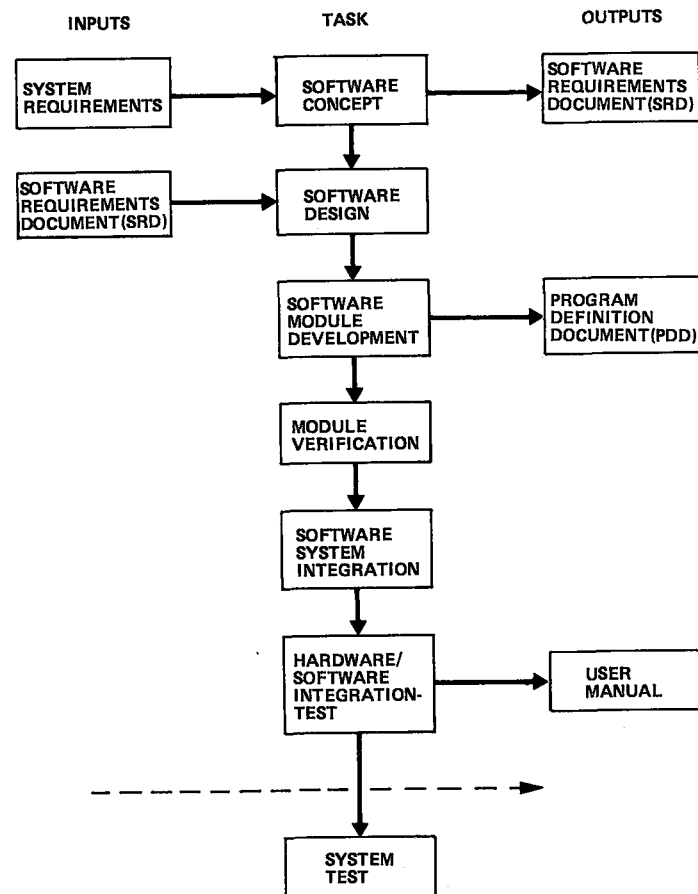 INPUTS
TASK
OUTPUTS
SYSTEM
REQUIREMENTS
SOFTWARE
CONCEPT
SOFTWARE
REQUIREMENTS
DOCUMENT(SRD)
SOFTWARE
REQUIREMENTS
DOCUMENT(SRD)
SOFTWARE
DESIGN
SOFTWARE
MODULE
DEVELOPMENT
PROGRAM
DEFINITION
DOCUMENT(PDD)
MODULE
VERIFICATION
SOFTWARE
SYSTEM
INTEGRATION
HARDWARE/
SOFTWARE
INTEGRATION-
TEST
USER
MANUAL
SYSTEM
TEST